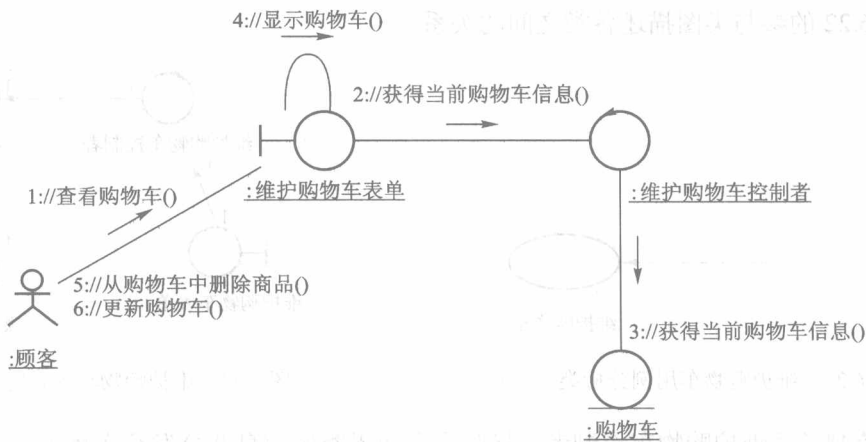 4://显示购物车()
2://获得当前购物车信息()
1://查看购物车()
:维护购物车表单
:维护购物车控制者
5://从购物车中删除商品()
6://更新购物车()
:顾客
3://获得当前购物车信息()
:购物车